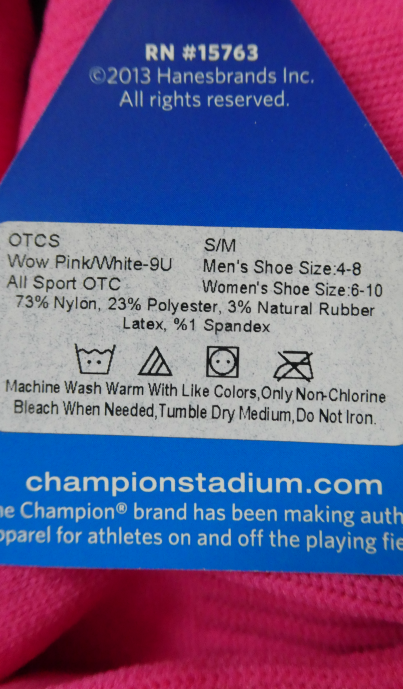 RN #15763
©2013 Hanesbrands Inc.
All rights reserved.
OTCS S/M
Wow Pink/White-9U Men's Shoe Size:4-8
All Sport OTC Women's Shoe Size:6-10
73% Nylon, 23% Polyester, 3% Natural Rubber
Latex, %1 Spandex
Machine Wash Warm With Like Colors,Only Non-Chlorine
Bleach When Needed,Tumble Dry Medium,Do Not Iron.
championstadium.com
Champion® brand has been making
for athletes on and off the playing